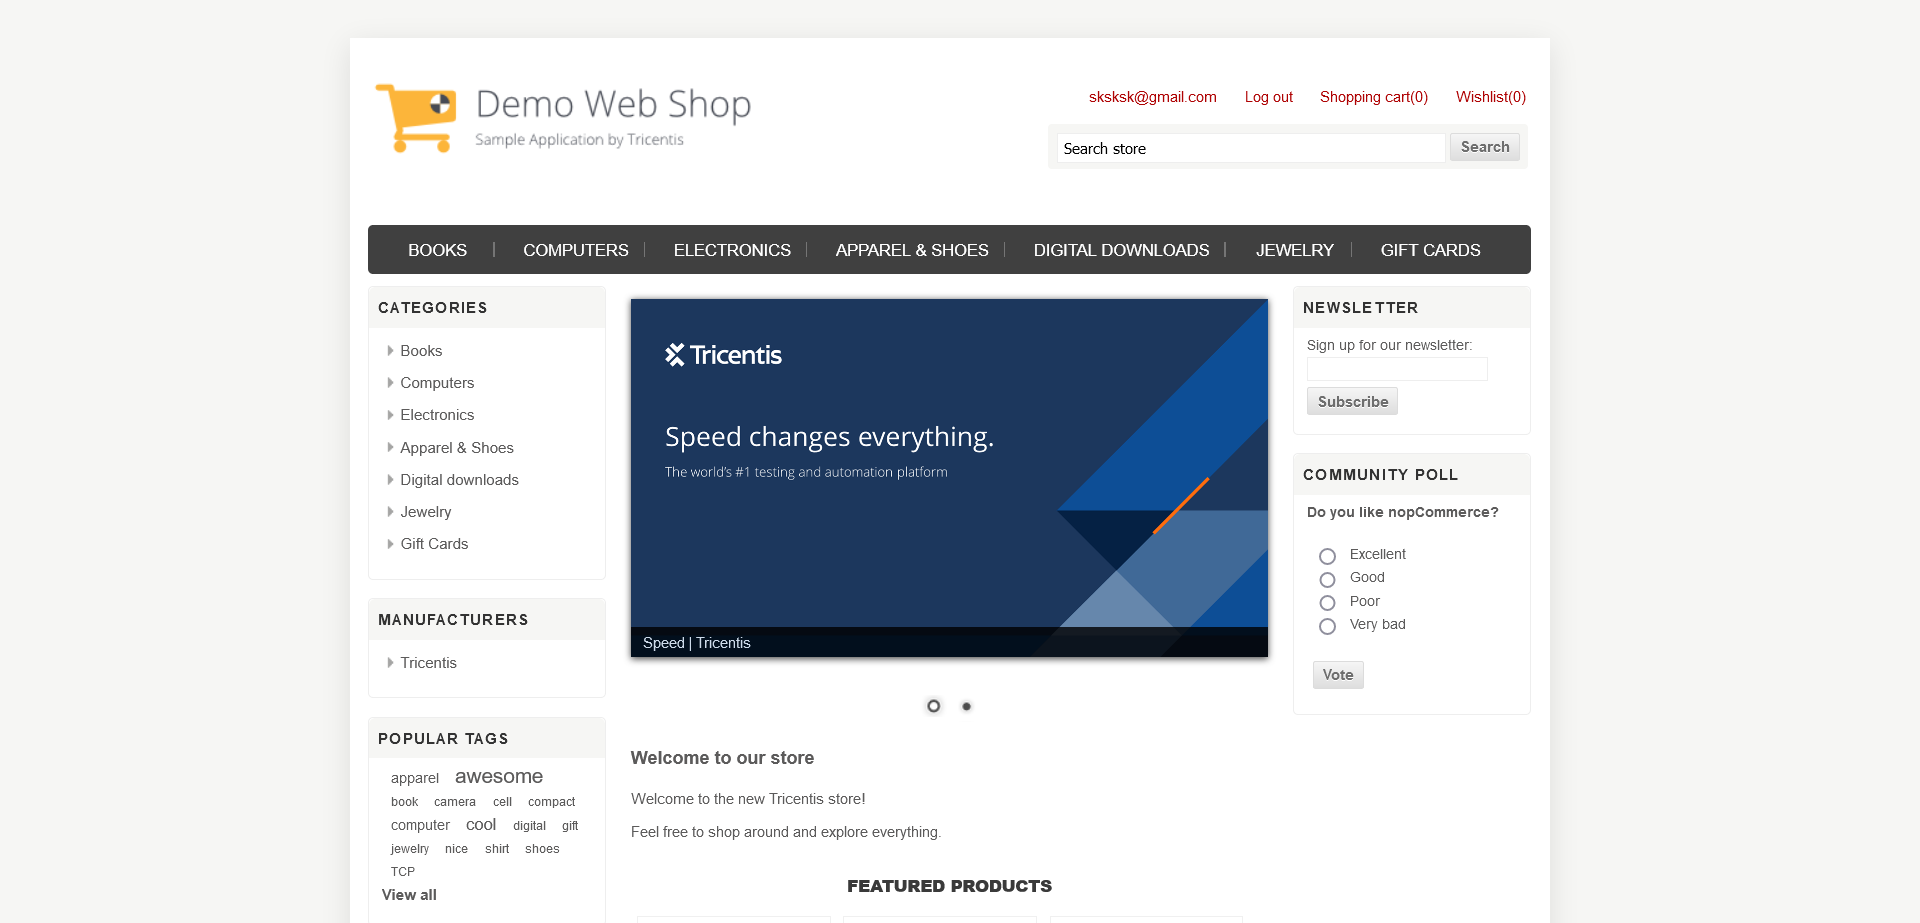 Demo Web Shop
Sample Application by Tricentis
sksksk@gmail.com Log out Shopping cart(0) Wishlist(0)
Search store Search
BOOKS COMPUTERS ELECTRONICS APPAREL & SHOES DIGITAL DOWNLOADS JEWELRY GIFT CARDS
CATEGORIES
Books
Computers
Electronics
Apparel & Shoes
Digital downloads
Jewelry
Gift Cards
MANUFACTURERS
Tricentis
POPULAR TAGS
apparel awesome
book camera cell compact
computer cool digital gift
jewelry nice shirt shoes
TCP
View all
Tricentis
Speed changes everything.
The world's #1 testing and automation platform
Speed | Tricentis
Welcome to our store
Welcome to the new Tricentis store!
Feel free to shop around and explore everything.
FEATURED PRODUCTS
NEWSLETTER
Sign up for our newsletter:
Subscribe
COMMUNITY POLL
Do you like nopCommerce?
Excellent
Good
Poor
Very bad
Vote